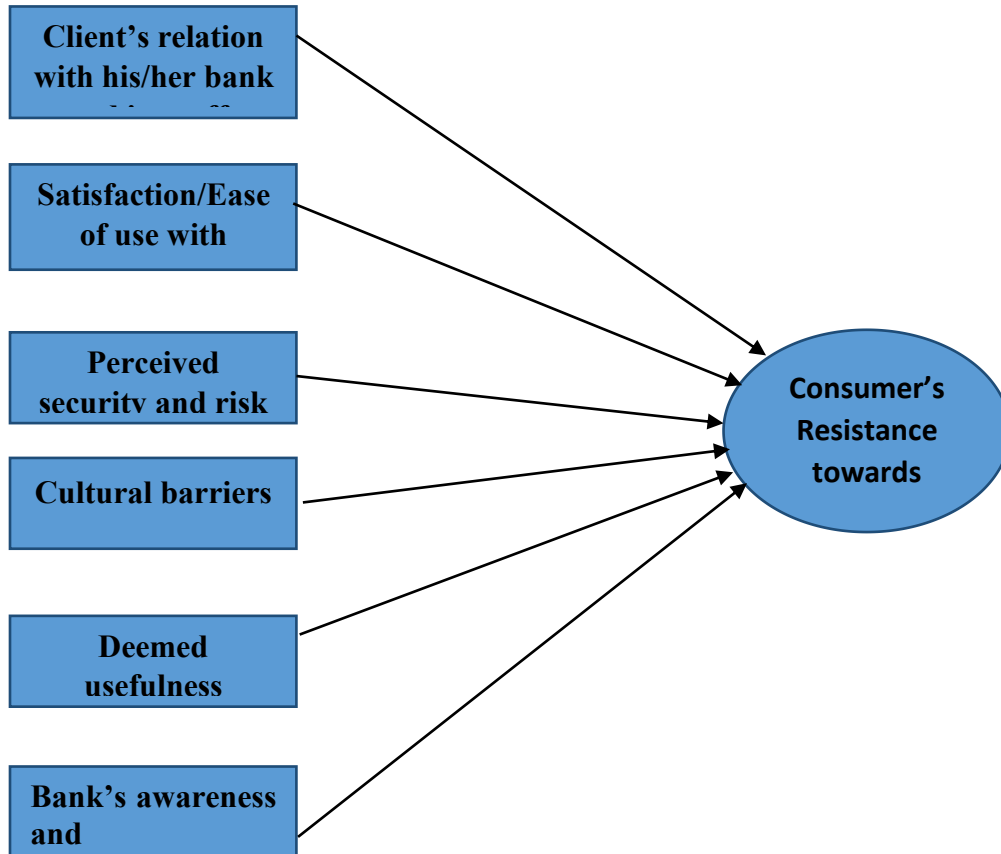 Client’s relation
with his/her bank
Satisfaction/Ease
of use with
Perceived
security and risk
Cultural barriers
Deemed
usefulness
Bank’s awareness
and
Consumer’s
Resistance
towards